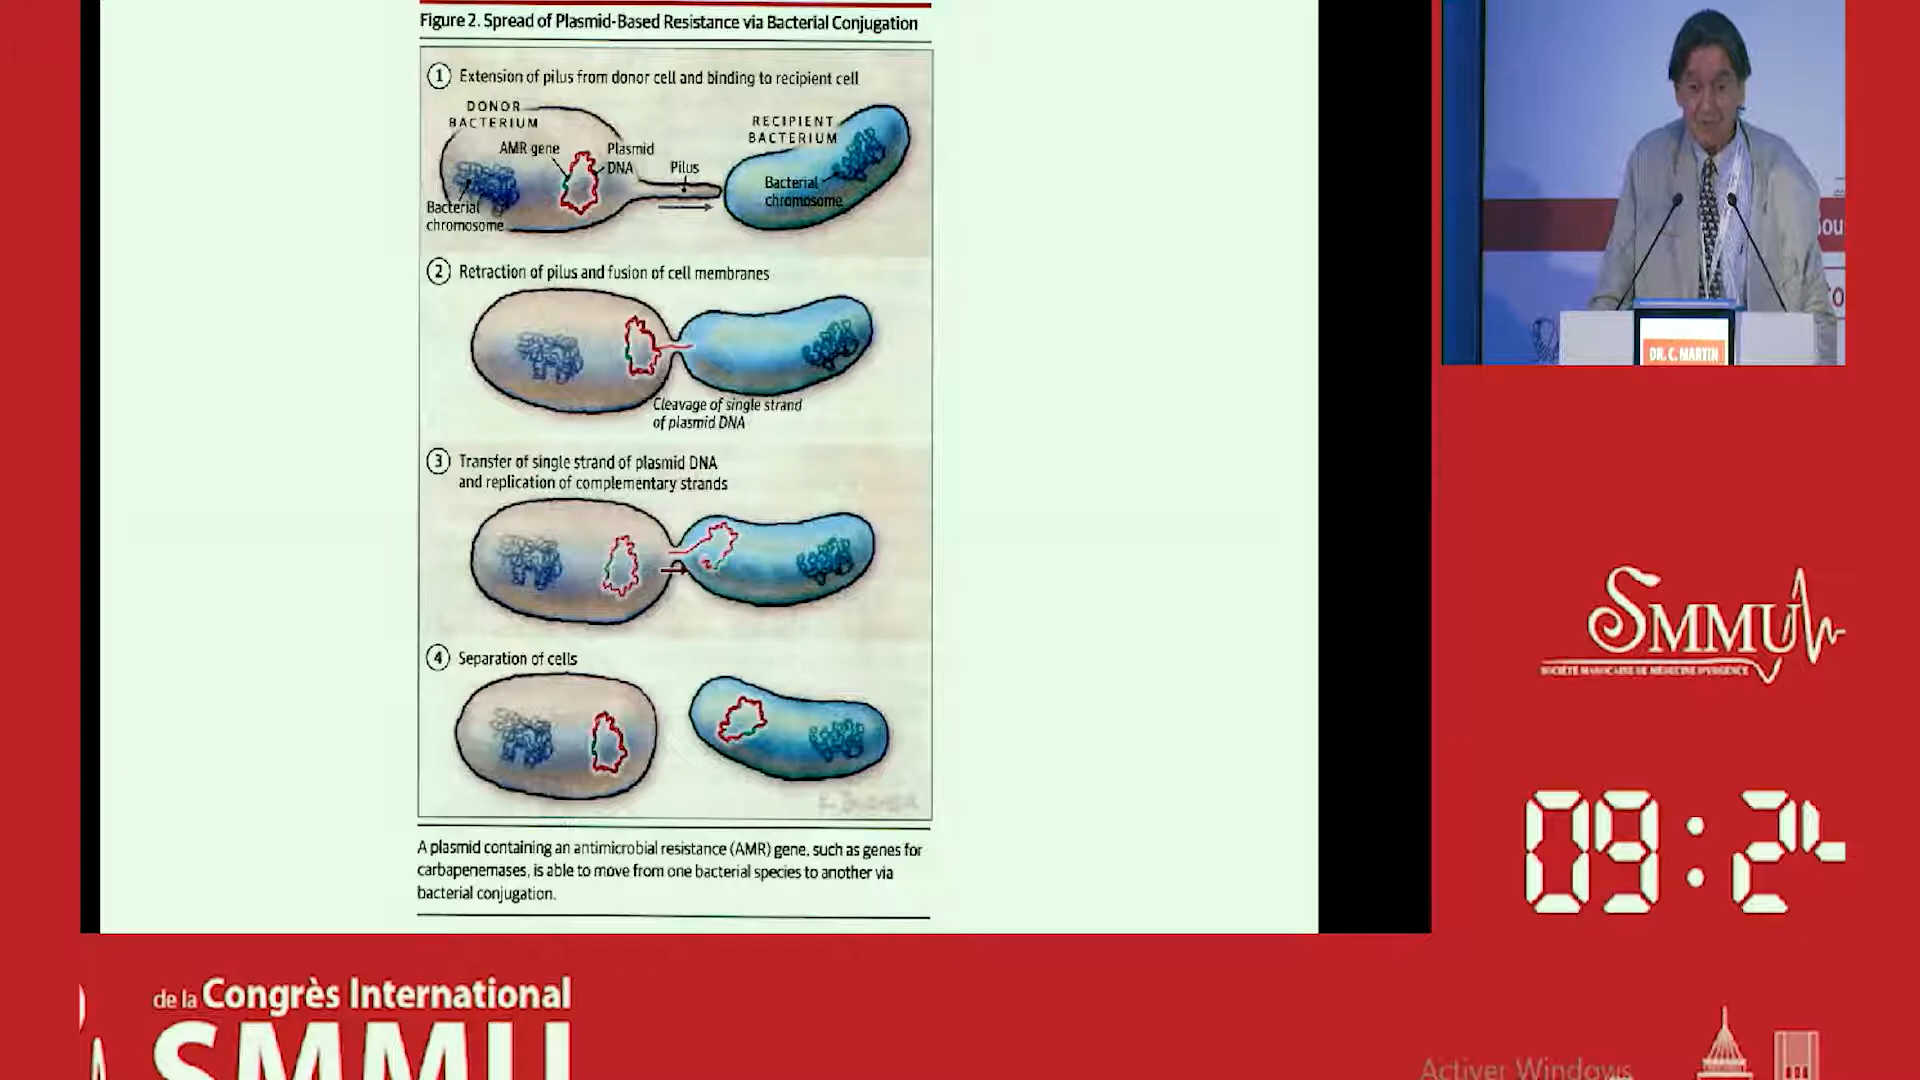 Figure 2. Spread of Plasmid-Based Resistance via Bacterial Conjugation
1 Extension of pilus from donor cell and binding to recipient cell
DONOR
BACTERIUM
RECIPIENT
BACTERIUM
AMR gene
Plasmid
DNA
Pilus
Bacterial
chromosome
Bacterial
chromosome
2 Retraction of pilus and fusion of cell membranes
Cleavage of single strand
of plasmid DNA
3 Transfer of single strand of plasmid DNA
and replication of complementary strands
4 Separation of cells
A plasmid containing an antimicrobial resistance (AMR) gene, such as genes for
carbapenemases, is able to move from one bacterial species to another via
bacterial conjugation.
DR. C. MARTIN
SMMU
SOCIÉTÉ MAROCAINE DE MÉDECINE D'URGENCE
09:24
de la Congrès International
SMMU
Activer Windows